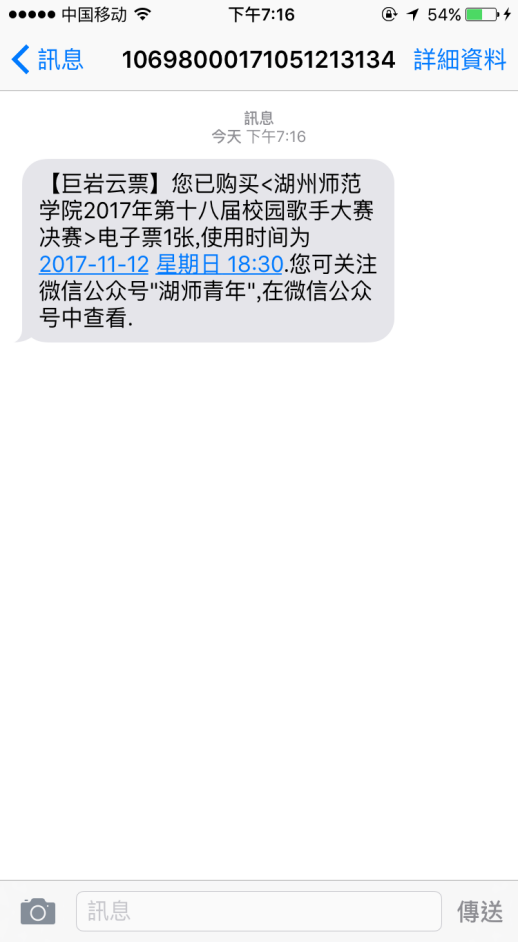 中国移动 下午7:16 54%
訊息 10698000171051213134 詳細資料
訊息
今天 下午7:16
【巨岩云票】您已购买<湖州师范
学院2017年第十八届校园歌手大赛
决赛>电子票1张,使用时间为
2017-11-12 星期日 18:30.您可关注
微信公众号"湖师青年",在微信公众
号中查看.
訊息 傳送